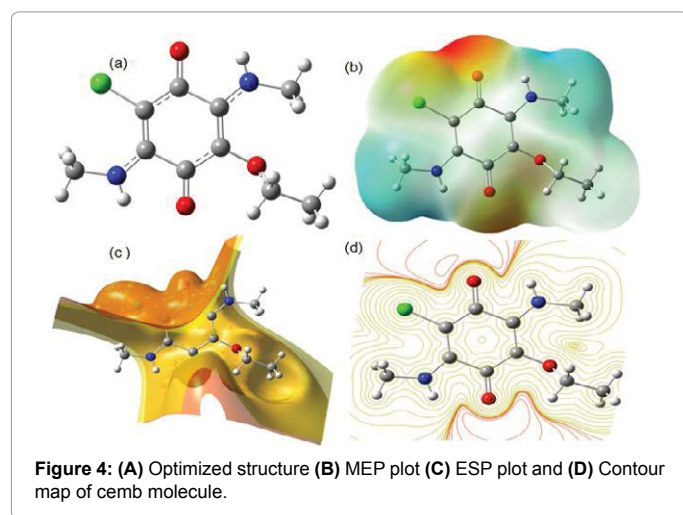 (a)
(b)
(c)
(d)
Figure 4: (A) Optimized structure (B) MEP plot (C) ESP plot and (D) Contour
map of cemb molecule.